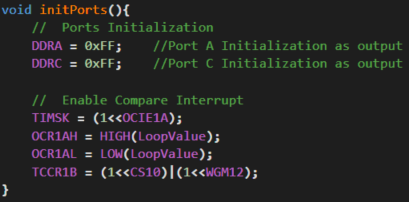 void initPorts(){
//  Ports Initialization
DDRA = 0xFF;    //Port A Initialization as output
DDRC = 0xFF;    //Port C Initialization as output
//  Enable Compare Interrupt
TIMSK = (1<<OCIE1A);
OCR1AH = HIGH(LoopValue);
OCR1AL = LOW(LoopValue);
TCCR1B = (1<<CS10)|(1<<WGM12);
}